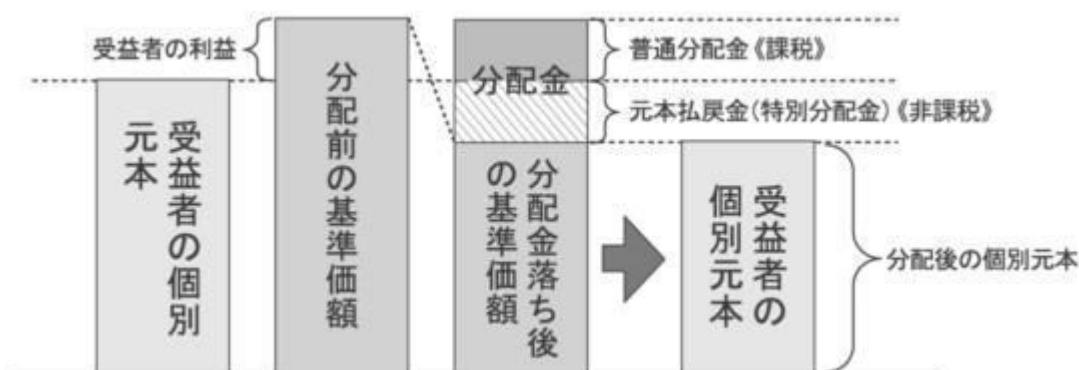 受益者の利益
受益者の個別
元本
分配前の基準価額
分配金
普通分配金《課税》
元本払戻金(特別分配金)《非課税》
分配金落ち後
の基準価額
受益者の
個別元本
分配後の個別元本